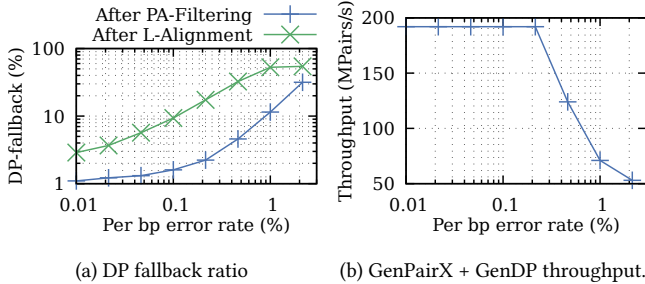 After PA-Filtering
After L-Alignment
DP-fallback (%)
100
10
1
0.01
0.1
1
Per bp error rate (%)
(a) DP fallback ratio
Throughput (MPairs/s)
200
150
100
50
0.01
0.1
1
Per bp error rate (%)
(b) GenPairX + GenDP throughput.